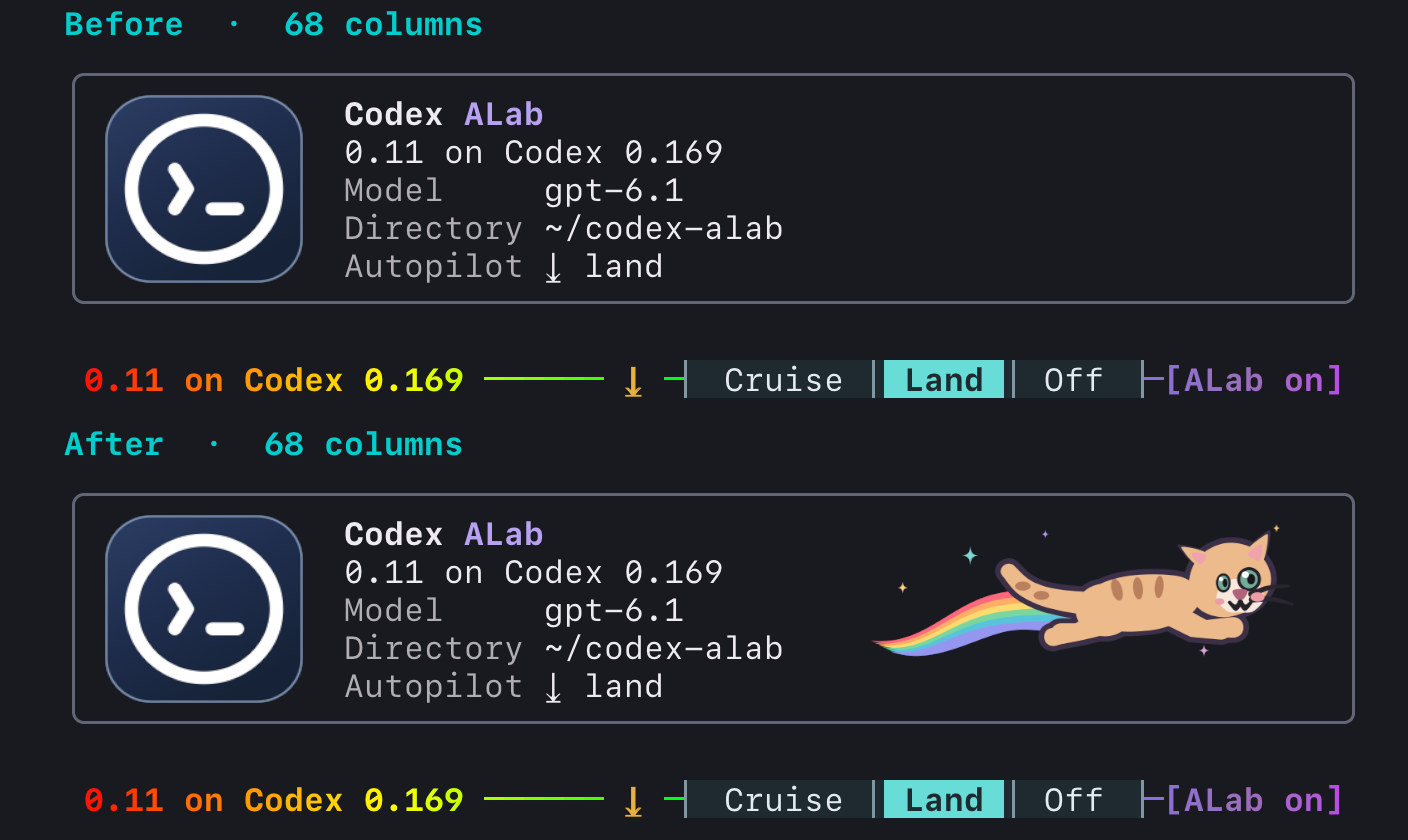 Before · 68 columns
Codex ALab
0.11 on Codex 0.169
Model gpt-6.1
Directory ~/codex-alab
Autopilot ⤓ land
0.11 on Codex 0.169 ⤓ Cruise Land Off [ALab on]
After · 68 columns
Codex ALab
0.11 on Codex 0.169
Model gpt-6.1
Directory ~/codex-alab
Autopilot ⤓ land
0.11 on Codex 0.169 ⤓ Cruise Land Off [ALab on]